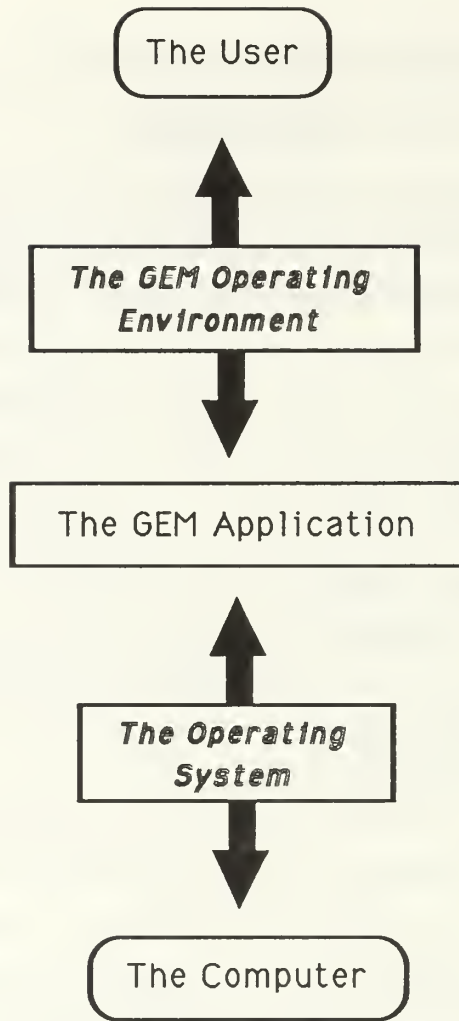 The User
The GEM Operating
Environment
The GEM Application
The Operating
System
The Computer